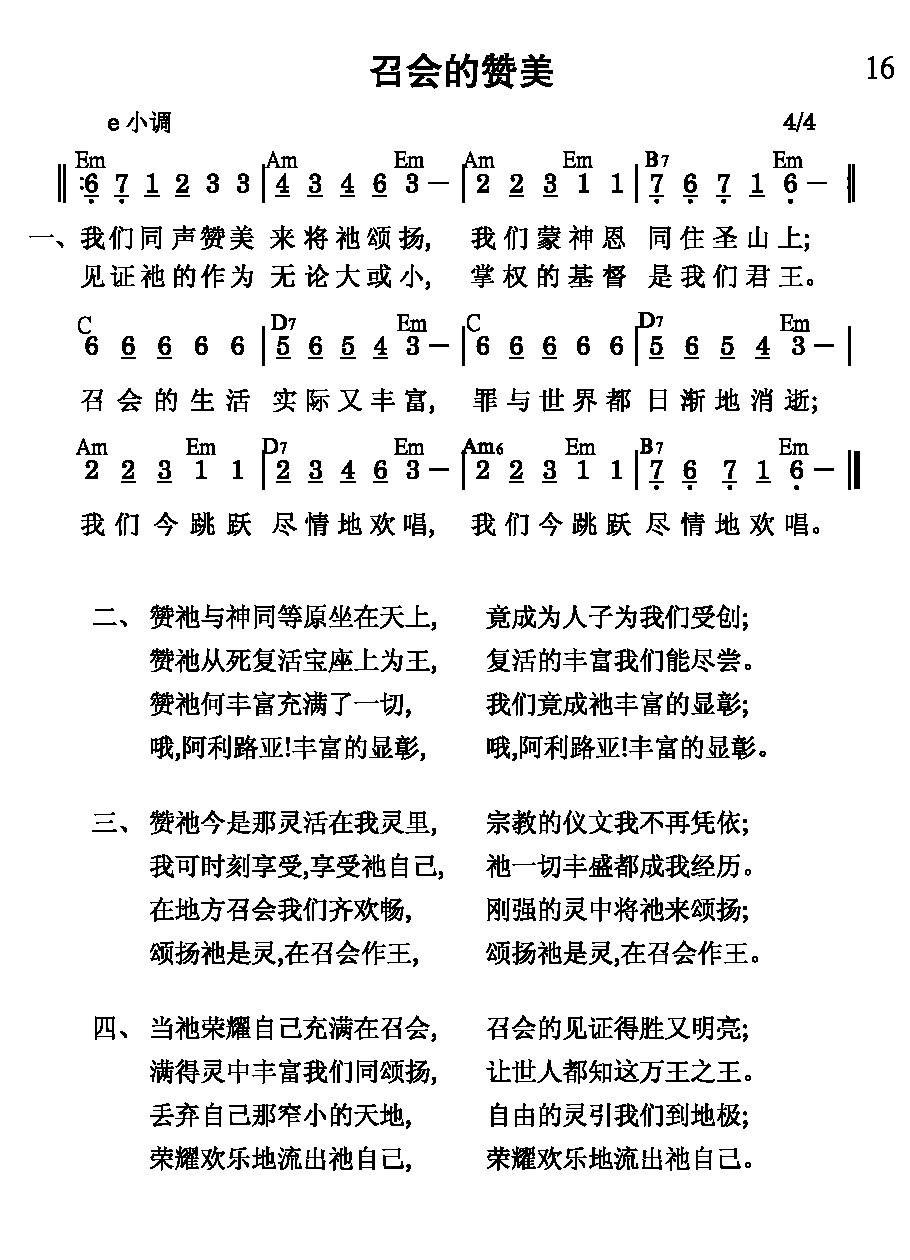 召会的赞美 16
e 小调 4/4
Em Am Em Am Em B7 Em
6 7 1 2 3 3 | 4 3 4 6 3 – | 2 2 3 1 1 | 7 6 7 1 6 –
一、我们同声赞美 来将祂颂扬, 我们蒙神恩 同住圣山上;
见证祂的作为 无论大或小, 掌权的基督 是我们君王。
C D7 Em C D7 Em
6 6 6 6 6 | 5 6 5 4 3 – | 6 6 6 6 6 | 5 6 5 4 3 – |
召会的生活 实际又丰富, 罪与世界都 日渐地消逝;
Am Em D7 Em Am6 Em B7 Em
2 2 3 1 1 | 2 3 4 6 3 – | 2 2 3 1 1 | 7 6 7 1 6 –
我们今跳跃 尽情地欢唱, 我们今跳跃 尽情地欢唱。
二、赞祂与神同等原坐在天上, 竟成为人子为我们受创;
赞祂从死复活宝座上为王, 复活的丰富我们能尽尝。
赞祂何丰富充满了一切, 我们竟成祂丰富的显彰;
哦,阿利路亚!丰富的显彰, 哦,阿利路亚!丰富的显彰。
三、赞祂今是那灵活在我灵里, 宗教的仪文我不再凭依;
我可时刻享受,享受祂自己, 祂一切丰盛都成我经历。
在地方召会我们齐欢畅, 刚强的灵中将祂来颂扬;
颂扬祂是灵,在召会作王, 颂扬祂是灵,在召会作王。
四、当祂荣耀自己充满在召会, 召会的见证得胜又明亮;
满得灵中丰富我们同颂扬, 让世人都知这万王之王。
丢弃自己那窄小的天地, 自由的灵引我们到地极;
荣耀欢乐地流出祂自己, 荣耀欢乐地流出祂自己。